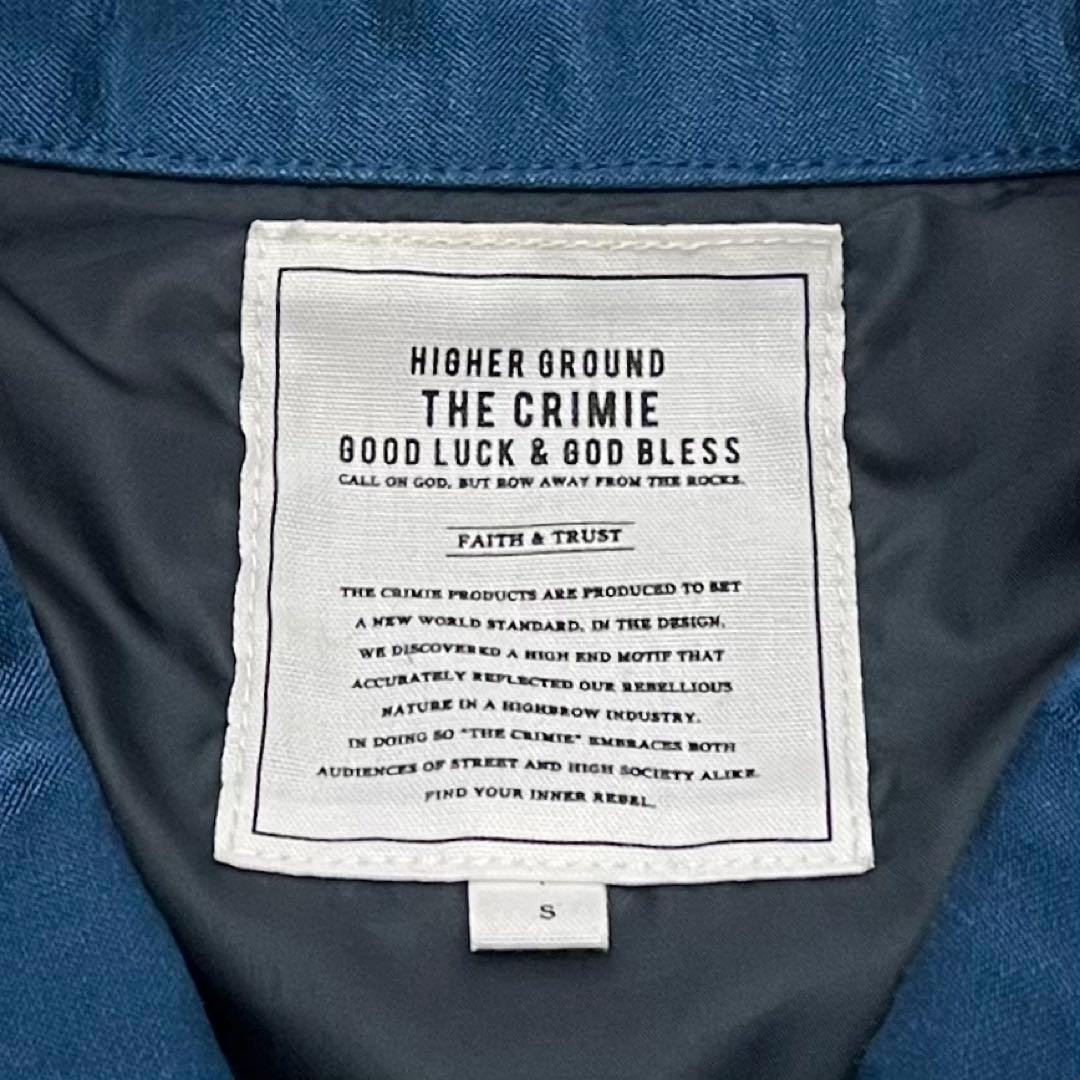 HIGHER GROUND
THE CRIMIE
GOOD LUCK & GOD BLESS
CALL ON GOD, BUT ROW AWAY FROM THE ROCKS.
FAITH & TRUST
THE CRIMIE PRODUCTS ARE PRODUCED TO SET
A NEW WORLD STANDARD. IN THE DESIGN,
WE DISCOVERED A HIGH END MOTIF THAT
ACCURATELY REFLECTED OUR REBELLIOUS
NATURE IN A HIGHBROW INDUSTRY.
IN DOING SO "THE CRIMIE" EMBRACES BOTH
AUDIENCES OF STREET AND HIGH SOCIETY ALIKE.
FIND YOUR INNER REBEL.
S